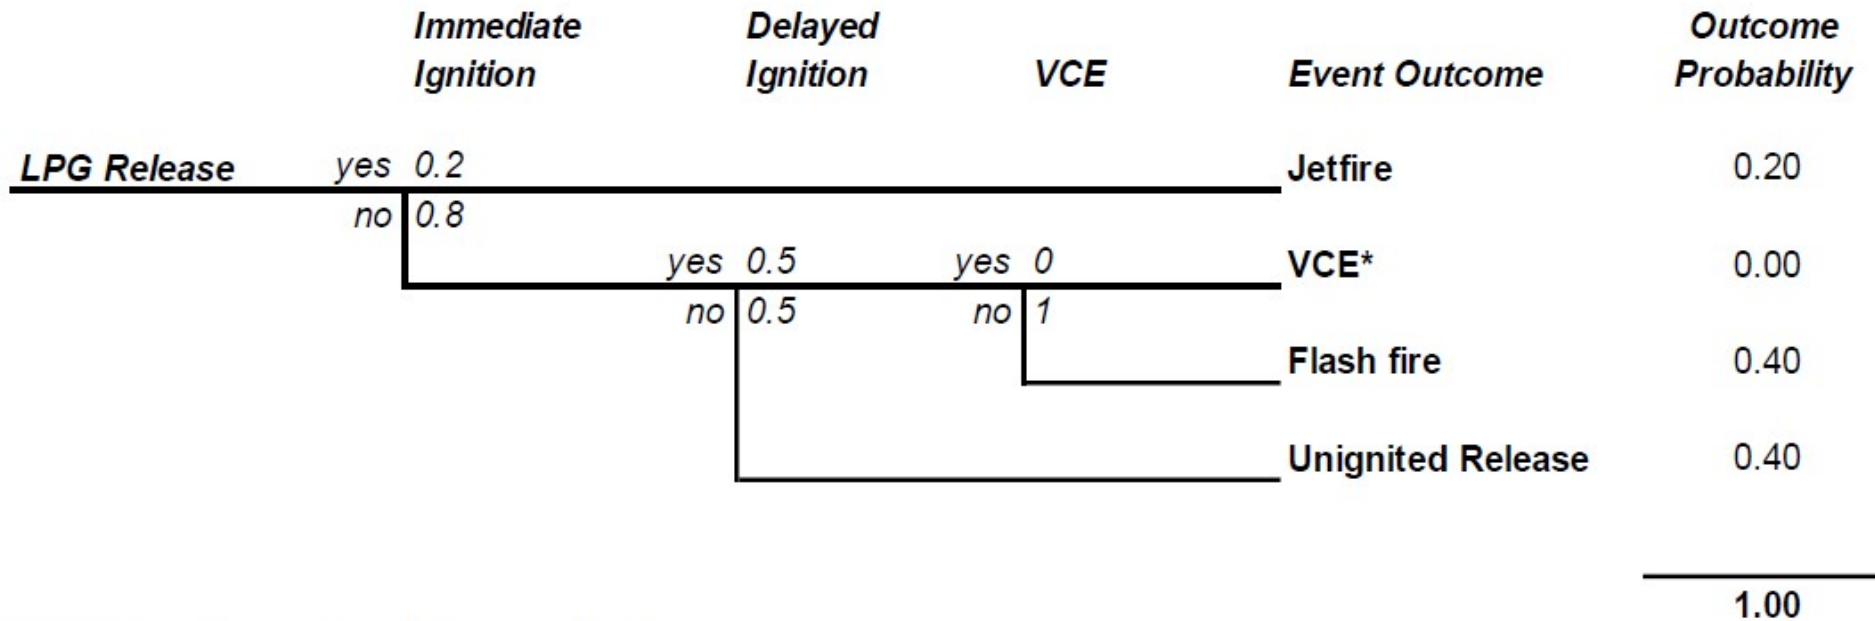 Immediate Ignition Delayed Ignition VCE Event Outcome Outcome Probability
LPG Release yes 0.2 Jetfire 0.20
no 0.8
yes 0.5 yes 0 VCE* 0.00
no 0.5 no 1
Flash fire 0.40
Unignited Release 0.40
1.00